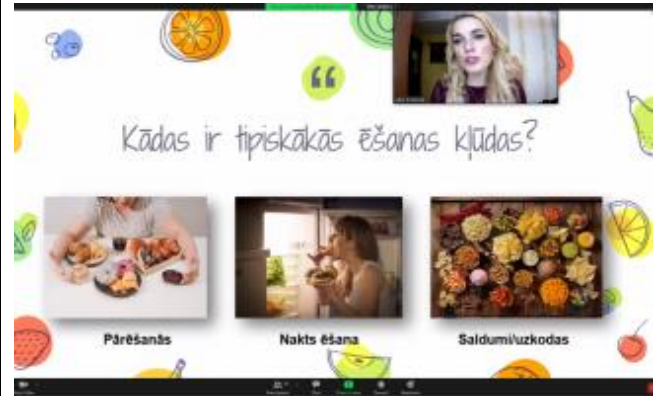 “
Kādas ir tipiskākās ēšanas kļūdas?
Pārēšanās
Nakts ēšana
Saldumi/uzkodas